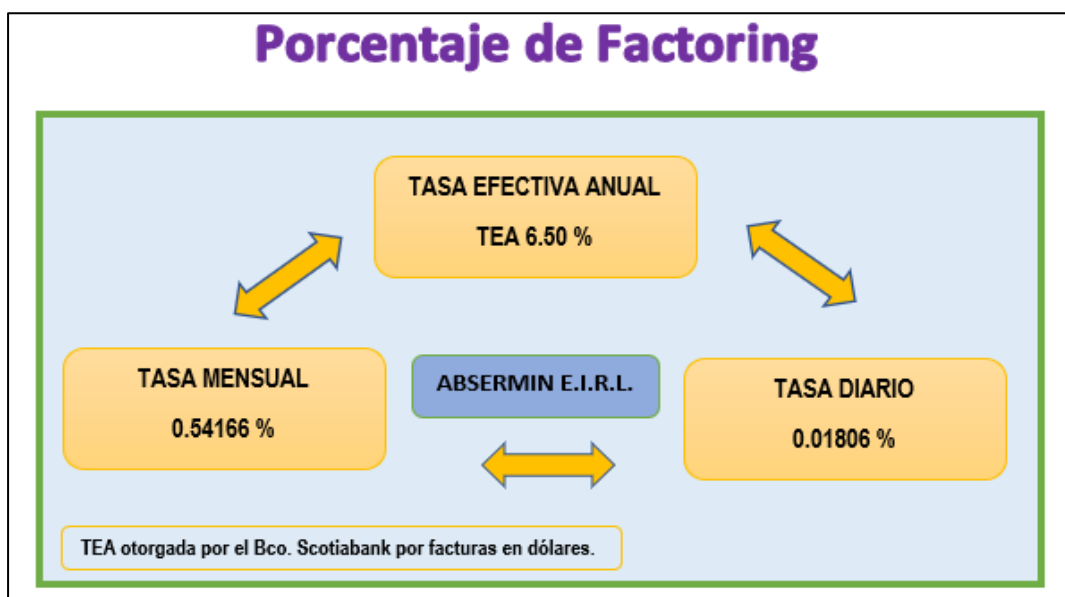 Porcentaje de Factoring
TASA EFECTIVA ANUAL
TEA 6.50 %
TASA MENSUAL
0.54166 %
ABSERMIN E.I.R.L.
TASA DIARIO
0.01806 %
TEA otorgada por el Bco. Scotiabank por facturas en dólares.